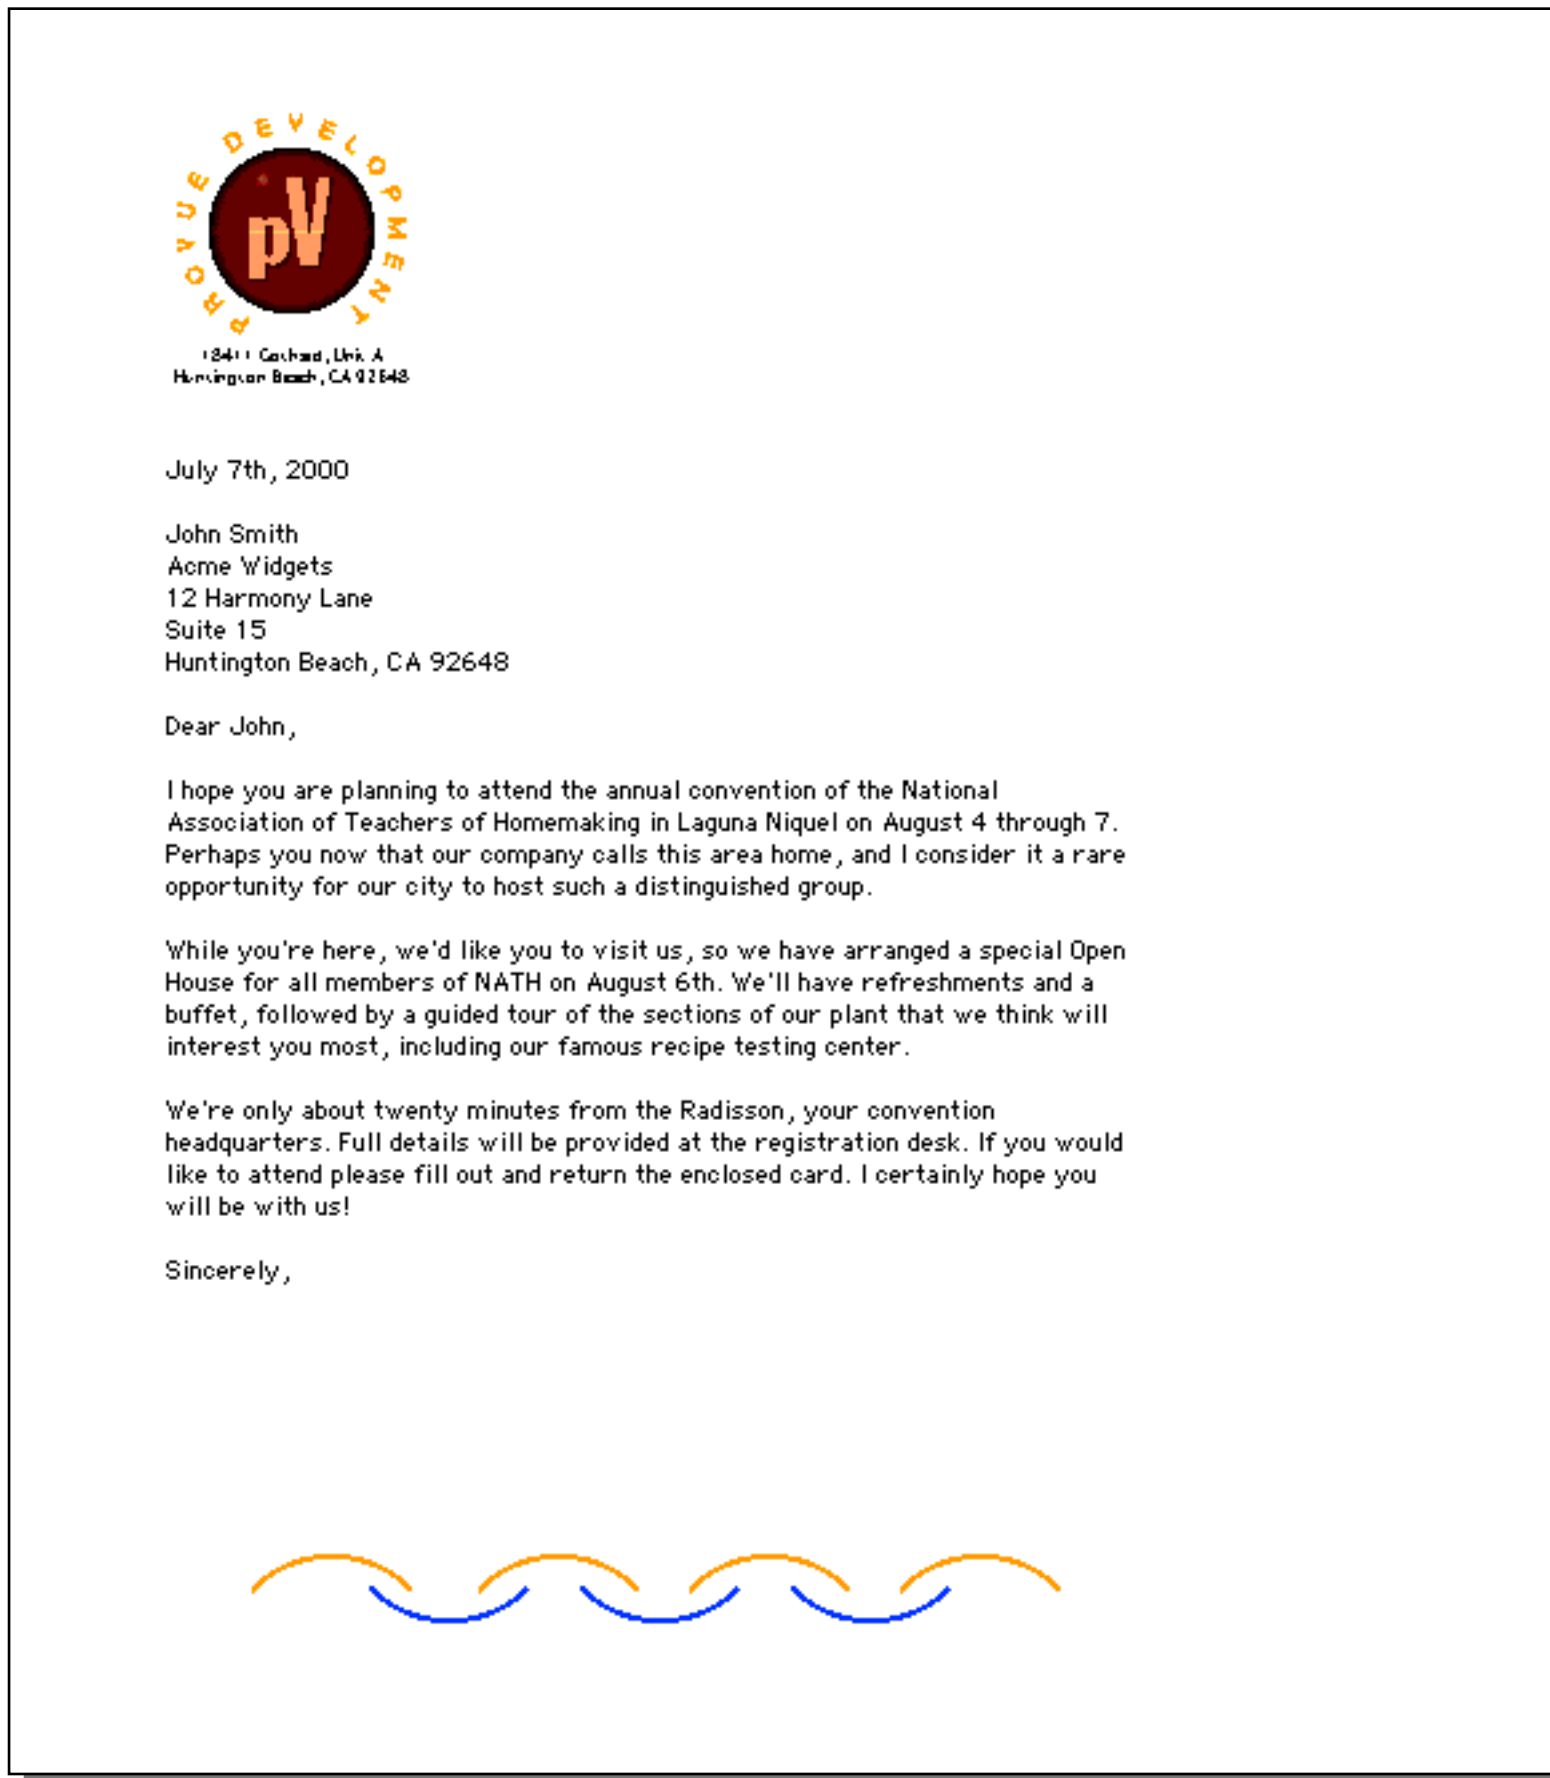 PROVUE DEVELOPMENT
pV
Unit A
Huntington Beach, CA 92648
July 7th, 2000
John Smith
Acme Widgets
12 Harmony Lane
Suite 15
Huntington Beach, CA 92648
Dear John,
I hope you are planning to attend the annual convention of the National
Association of Teachers of Homemaking in Laguna Niquel on August 4 through 7.
Perhaps you now that our company calls this area home, and I consider it a rare
opportunity for our city to host such a distinguished group.
While you're here, we'd like you to visit us, so we have arranged a special Open
House for all members of NATH on August 6th. We'll have refreshments and a
buffet, followed by a guided tour of the sections of our plant that we think will
interest you most, including our famous recipe testing center.
We're only about twenty minutes from the Radisson, your convention
headquarters. Full details will be provided at the registration desk. If you would
like to attend please fill out and return the enclosed card. I certainly hope you
will be with us!
Sincerely,